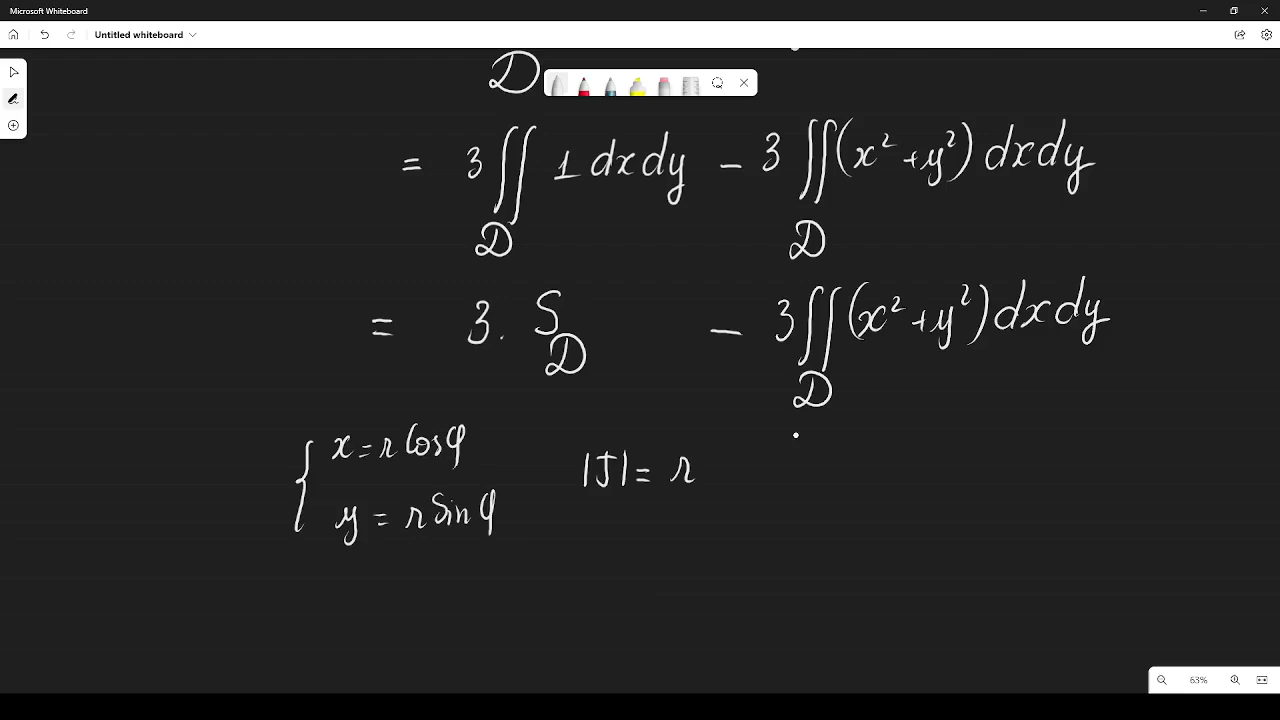 Microsoft Whiteboard
Untitled whiteboard
D
= 3 ∬ 1 dxdy − 3 ∬ (x² + y²) dxdy
D D
= 3 . S_D − 3 ∬ (x² + y²) dxdy
D
{ x = r cos φ |J| = r
y = r sin φ
63%